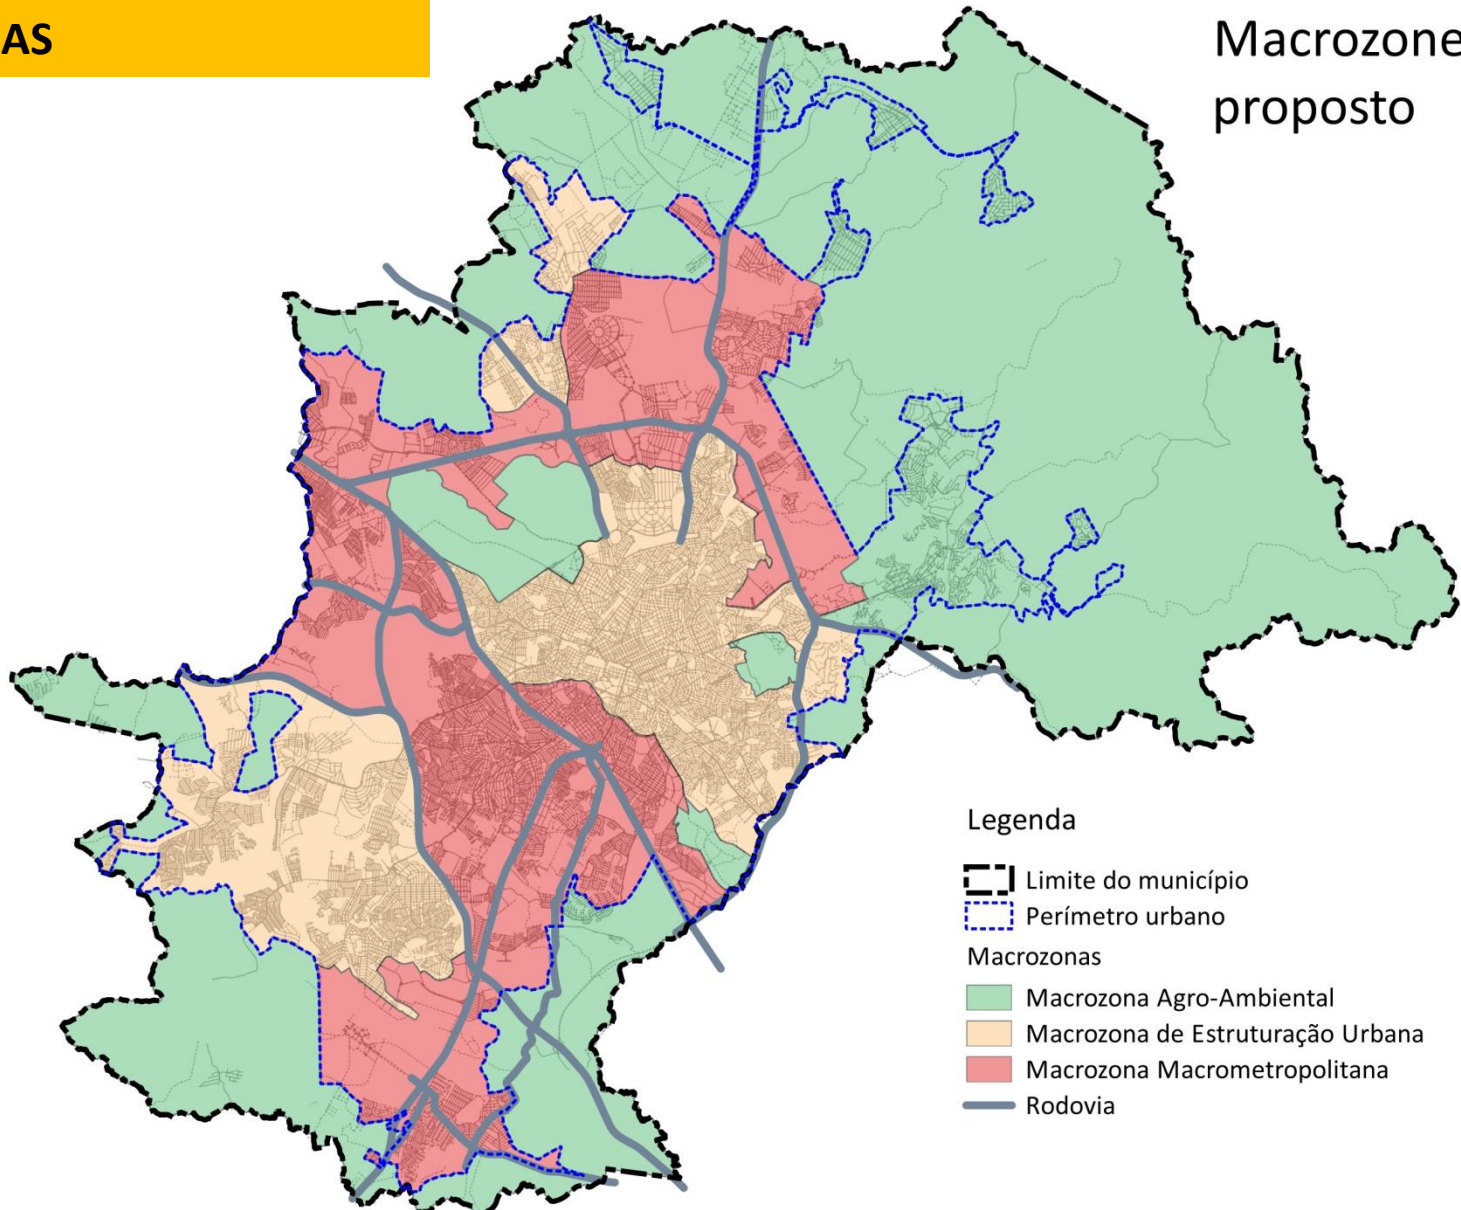 AS
Macrozone
proposto
Legenda
Limite do município
Perímetro urbano
Macrozonas
Macrozona Agro-Ambiental
Macrozona de Estruturação Urbana
Macrozona Macrometropolitana
Rodovia